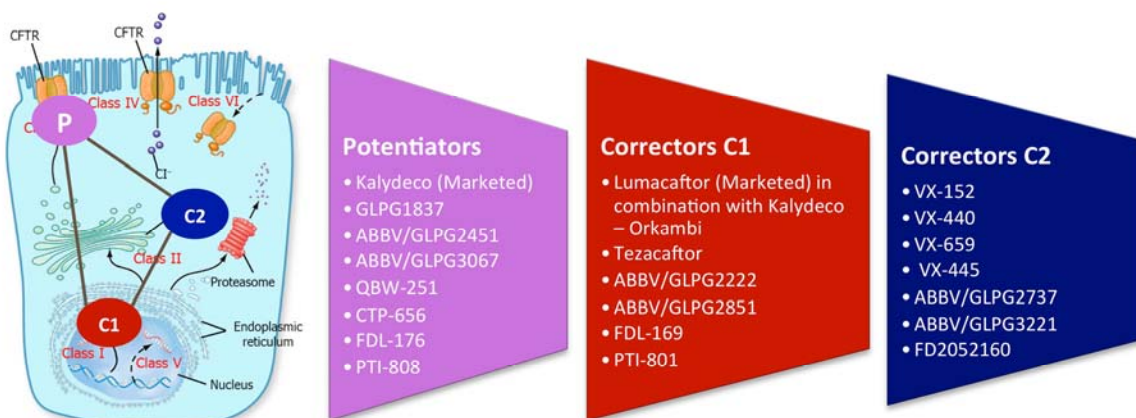 CFTR
CFTR
Class IV
Class VI
P
Cl⁻
C2
Class II
Proteasome
C1
Endoplasmic
reticulum
Class I
Class V
Nucleus
Potentiators
• Kalydeco (Marketed)
• GLPG1837
• ABBV/GLPG2451
• ABBV/GLPG3067
• QBW-251
• CTP-656
• FDL-176
• PTI-808
Correctors C1
• Lumacaftor (Marketed) in
combination with Kalydeco
– Orkambi
• Tezacaftor
• ABBV/GLPG2222
• ABBV/GLPG2851
• FDL-169
• PTI-801
Correctors C2
• VX-152
• VX-440
• VX-659
• VX-445
• ABBV/GLPG2737
• ABBV/GLPG3221
• FD2052160